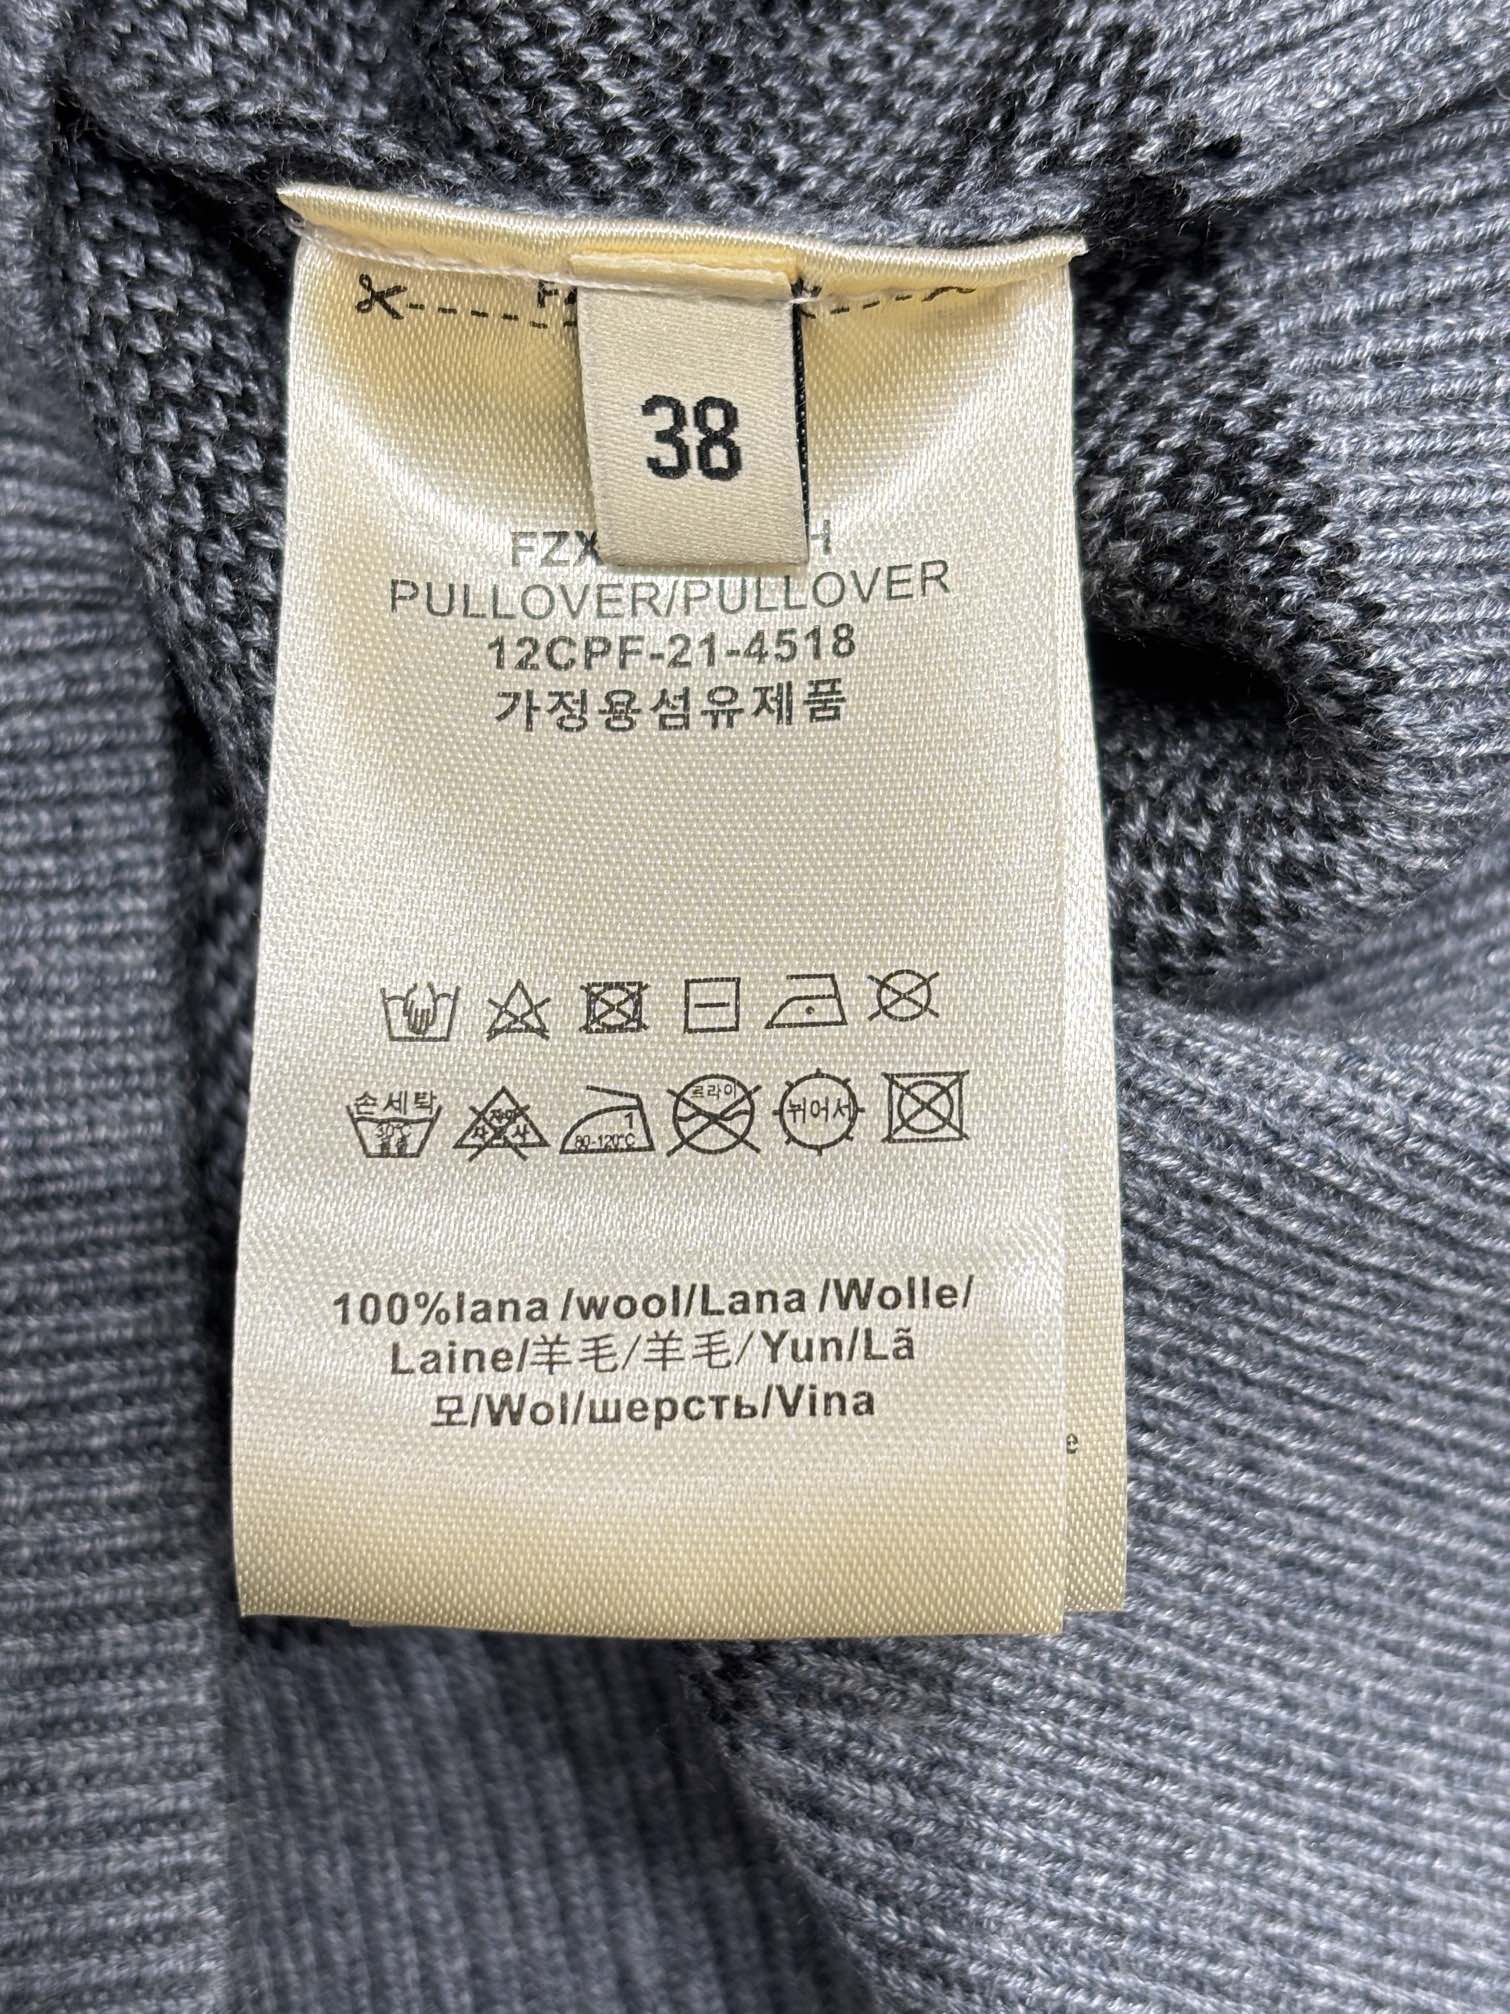 38
PULLOVER/PULLOVER
12CPF-21-4518
가정용섬유제품
손세탁
30℃
1
80-120℃
드라이
뉘어서
100%lana/wool/Lana/Wolle/
Laine/羊毛/羊毛/Yun/Lã
모/Wol/шерсть/Vina